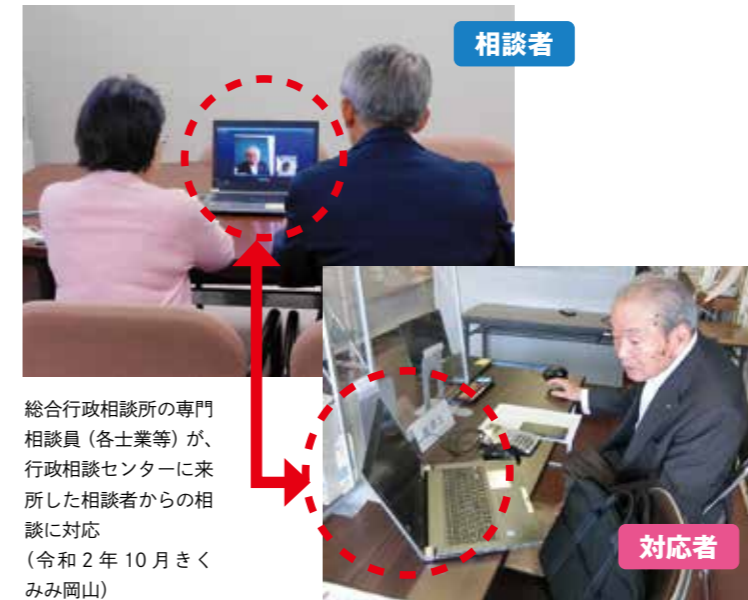 相談者
総合行政相談所の専門
相談員（各士業等）が、
行政相談センターに来
所した相談者からの相
談に対応
（令和２年10月きく
みみ岡山）
対応者